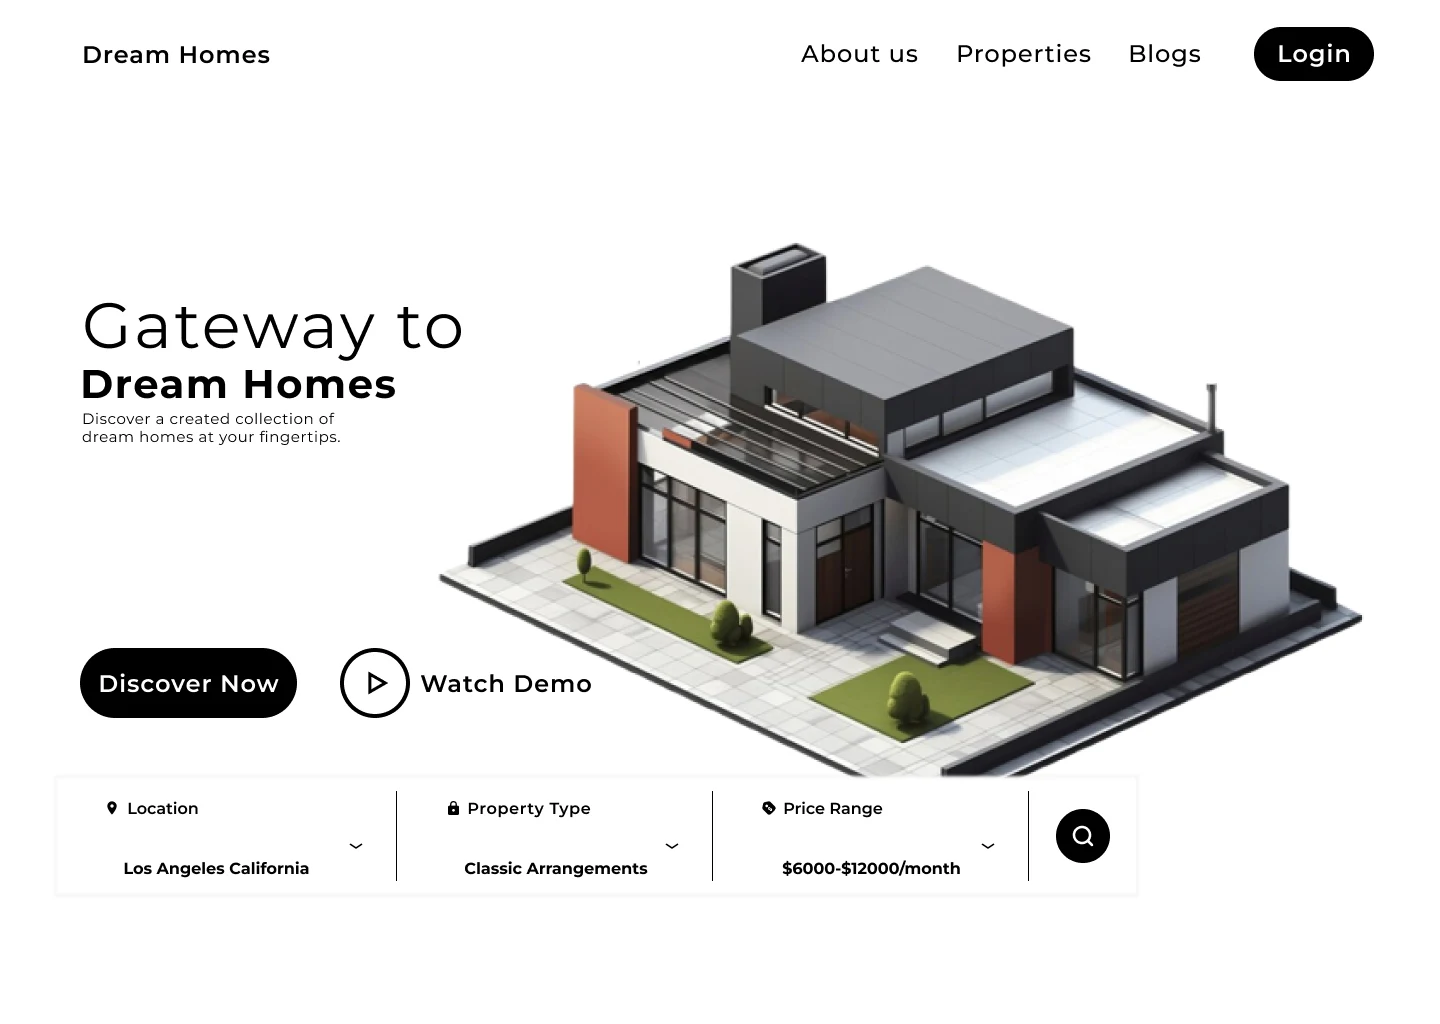 Dream Homes
About us
Properties
Blogs
Login
Gateway to
Dream Homes
Discover a created collection of
dream homes at your fingertips.
Discover Now
Watch Demo
Location
Los Angeles California
Property Type
Classic Arrangements
Price Range
$6000-$12000/month